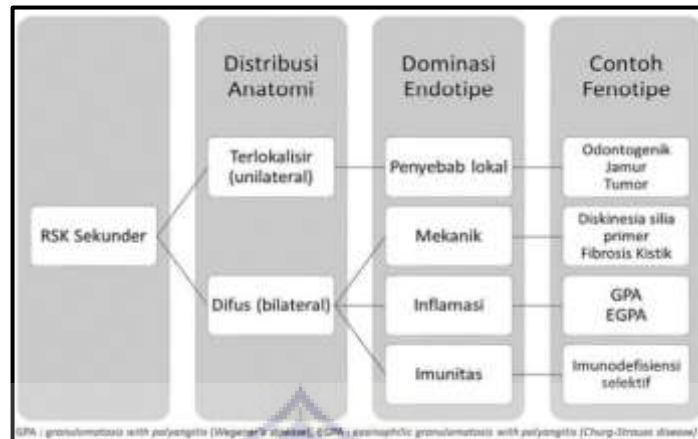 Distribusi
Anatomi
Dominasi
Endotipe
Contoh
Fenotipe
RSK Sekunder
Terlokalisir
(unilateral)
Penyebab lokal
Odontogenik
Jamur
Tumor
Difus (bilateral)
Mekanik
Diskinesia silia
primer
Fibrosis Kistik
Inflamasi
GPA
EGPA
Imunitas
Imunodefisiensi
selektif
GPA : granulomatosis with polyangitis (Wegener's disease), EGPA : eosinophilic granulomatosis with polyangitis (Churg-Strauss disease)